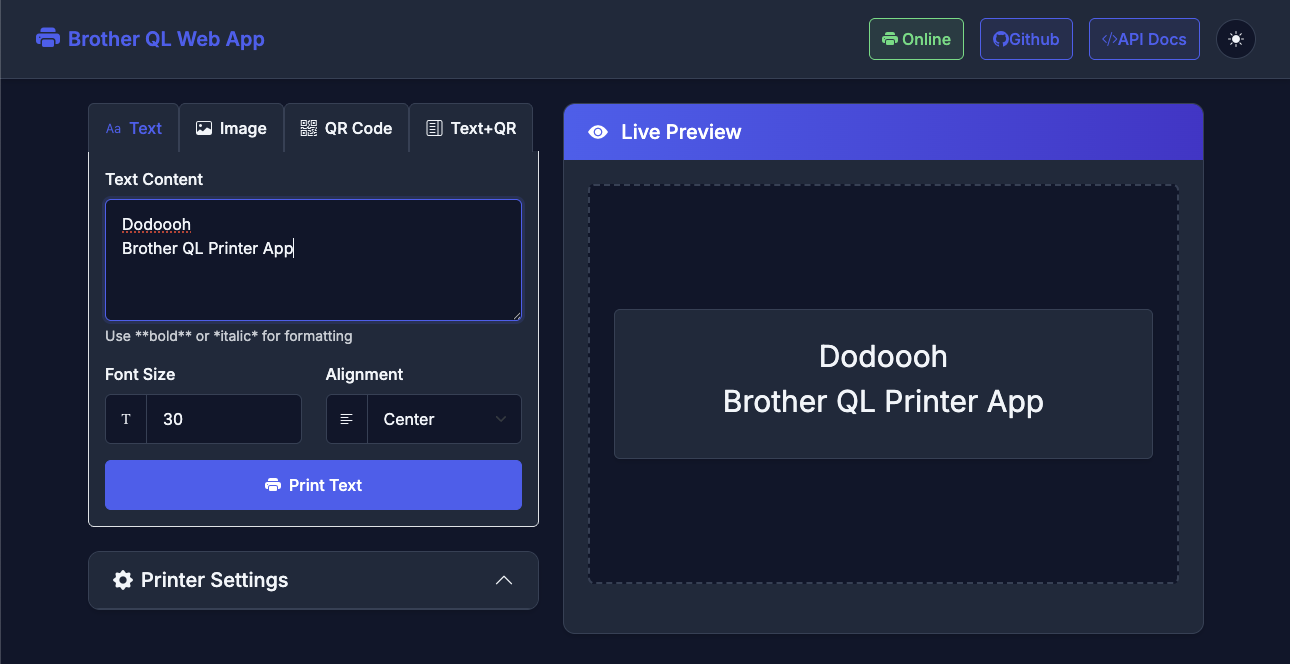 Brother QL Web App
Online
Github
</>API Docs
Aa Text
Image
QR Code
Text+QR
Text Content
Dodoooh
Brother QL Printer App
Use **bold** or *italic* for formatting
Font Size
Alignment
T 30
Center
Print Text
Printer Settings
Live Preview
Dodoooh
Brother QL Printer App